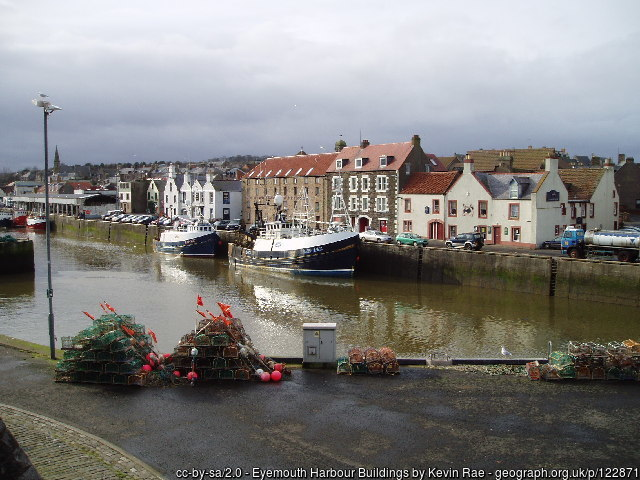 cc-by-sa/2.0 - Eyemouth Harbour Buildings by Kevin Rae - geograph.org.uk/p/122871